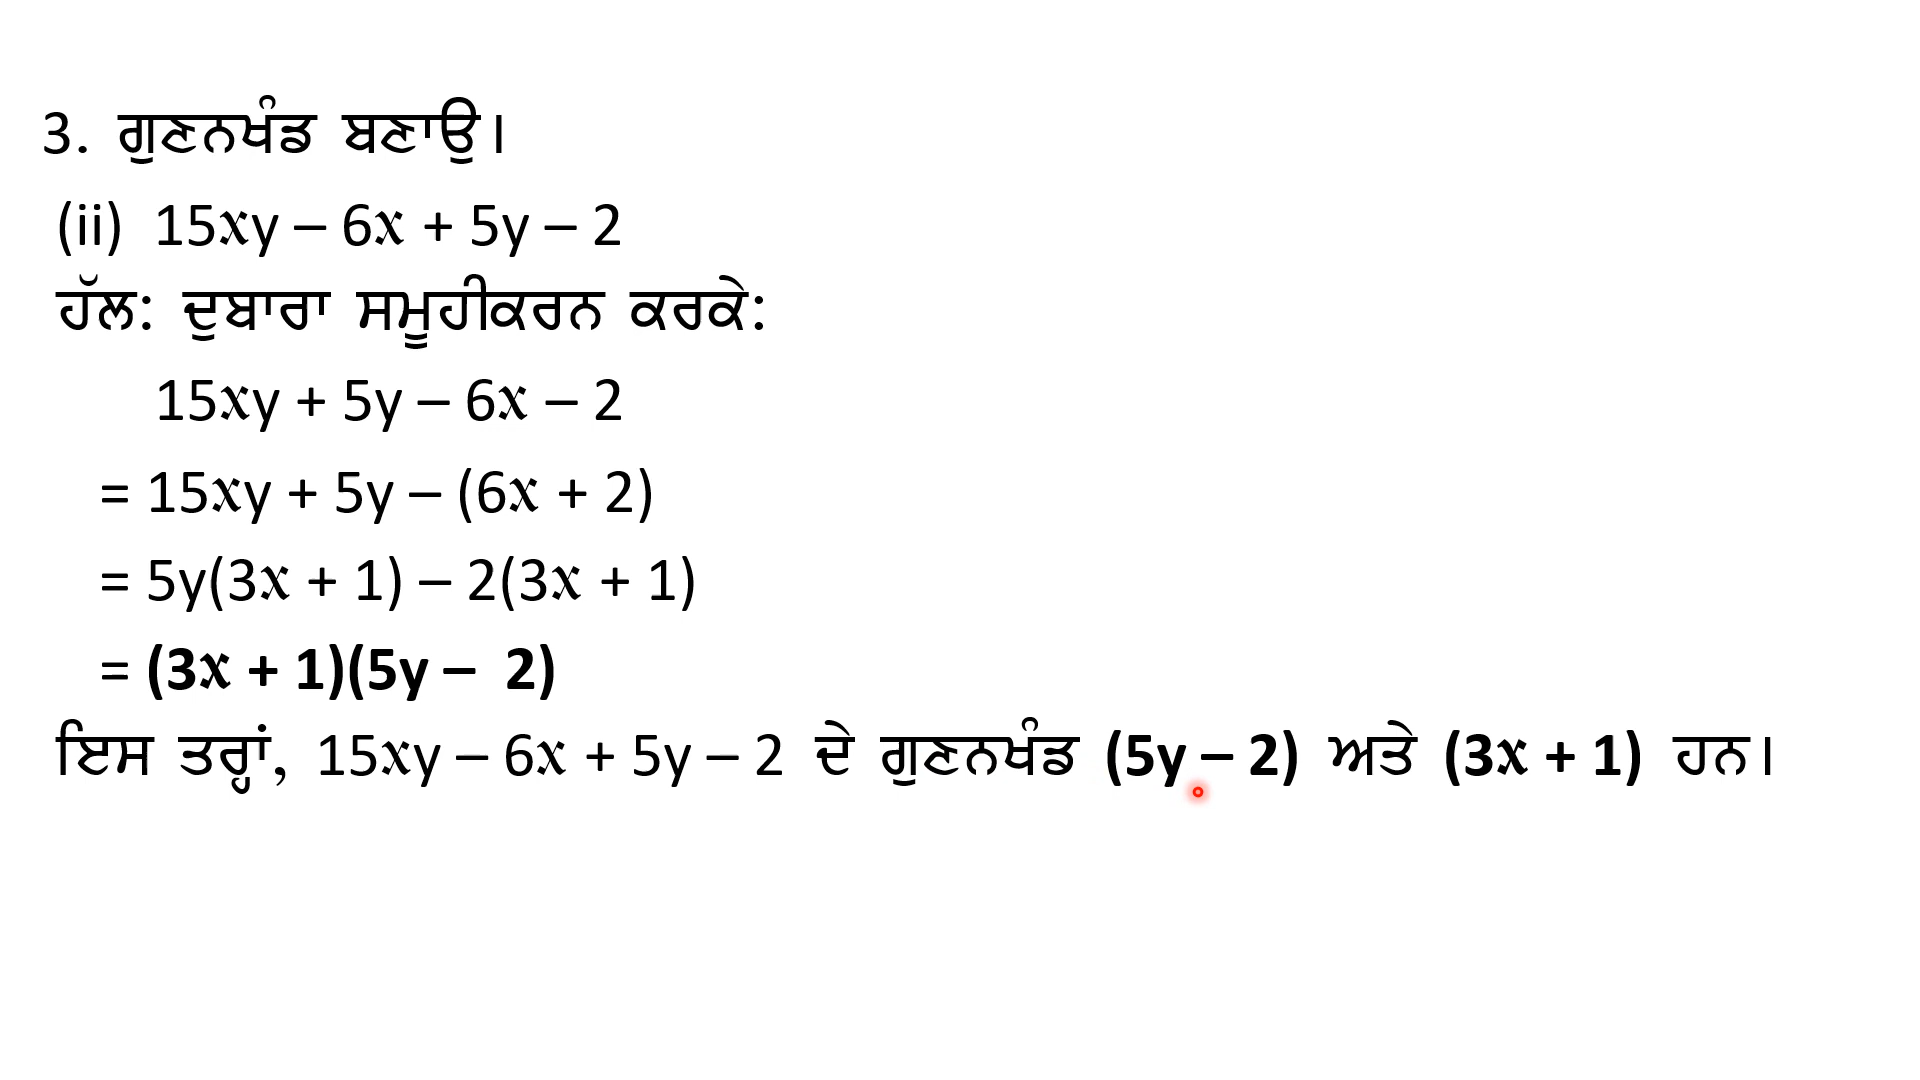 3. ਗੁਣਨਖੰਡ ਬਣਾਉ।
(ii) 15xy – 6x + 5y – 2
ਹੱਲ: ਦੁਬਾਰਾ ਸਮੂਹੀਕਰਨ ਕਰਕੇ:
15xy + 5y – 6x – 2
= 15xy + 5y – (6x + 2)
= 5y(3x + 1) – 2(3x + 1)
= (3x + 1)(5y – 2)
ਇਸ ਤਰ੍ਹਾਂ, 15xy – 6x + 5y – 2 ਦੇ ਗੁਣਨਖੰਡ (5y – 2) ਅਤੇ (3x + 1) ਹਨ।